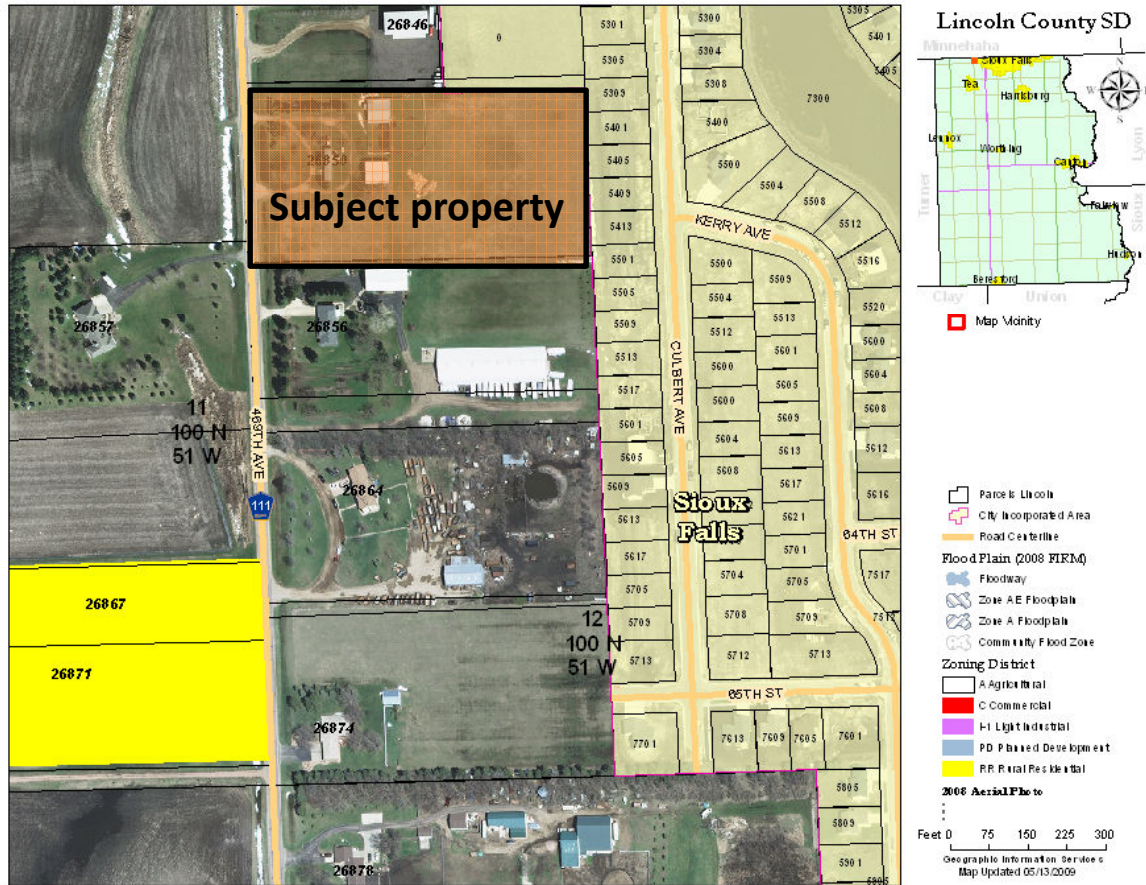 Lincoln County SD
Minnehaha
Sioux Falls
Tea
Harrisburg
Lennox
Worthing
Canton
Turner
Lyon
Sioux
Fairview
Hudson
Beresford
Clay
Union
N
W
S
Map Vicinity
Parcels Lincoln
City Incorporated Area
Road Centerline
Flood Plain (2008 FIRM)
Floodway
Zone AE Floodplain
Zone A Floodplain
Community Flood Zone
Zoning District
A Agricultural
C Commercial
I-1 Light Industrial
PD Planned Development
RR Rural Residential
2008 Aerial Photo
Feet 0 75 150 225 300
Geographic Information Services
Map Updated 05/13/2009
26846
0
26850
Subject property
26857
26856
11
100 N
51 W
469TH AVE
111
26864
26867
26871
26874
26878
12
100 N
51 W
Sioux
Falls
CULBERT AVE
KERRY AVE
64TH ST
65TH ST
5301
5305
5309
5401
5405
5409
5413
5501
5505
5509
5513
5517
5601
5605
5609
5613
5617
5705
5709
5713
7701
5300
5304
5308
5400
5500
5504
5508
5512
5516
5520
5600
5604
5608
5612
5616
7517
7513
5305
5401
5405
7300
5500
5504
5512
5600
5600
5604
5608
5704
5708
5712
5509
5513
5601
5605
5609
5613
5617
5621
5701
5705
5709
5713
7613
7609
7605
7601
5805
5809
5901
5905